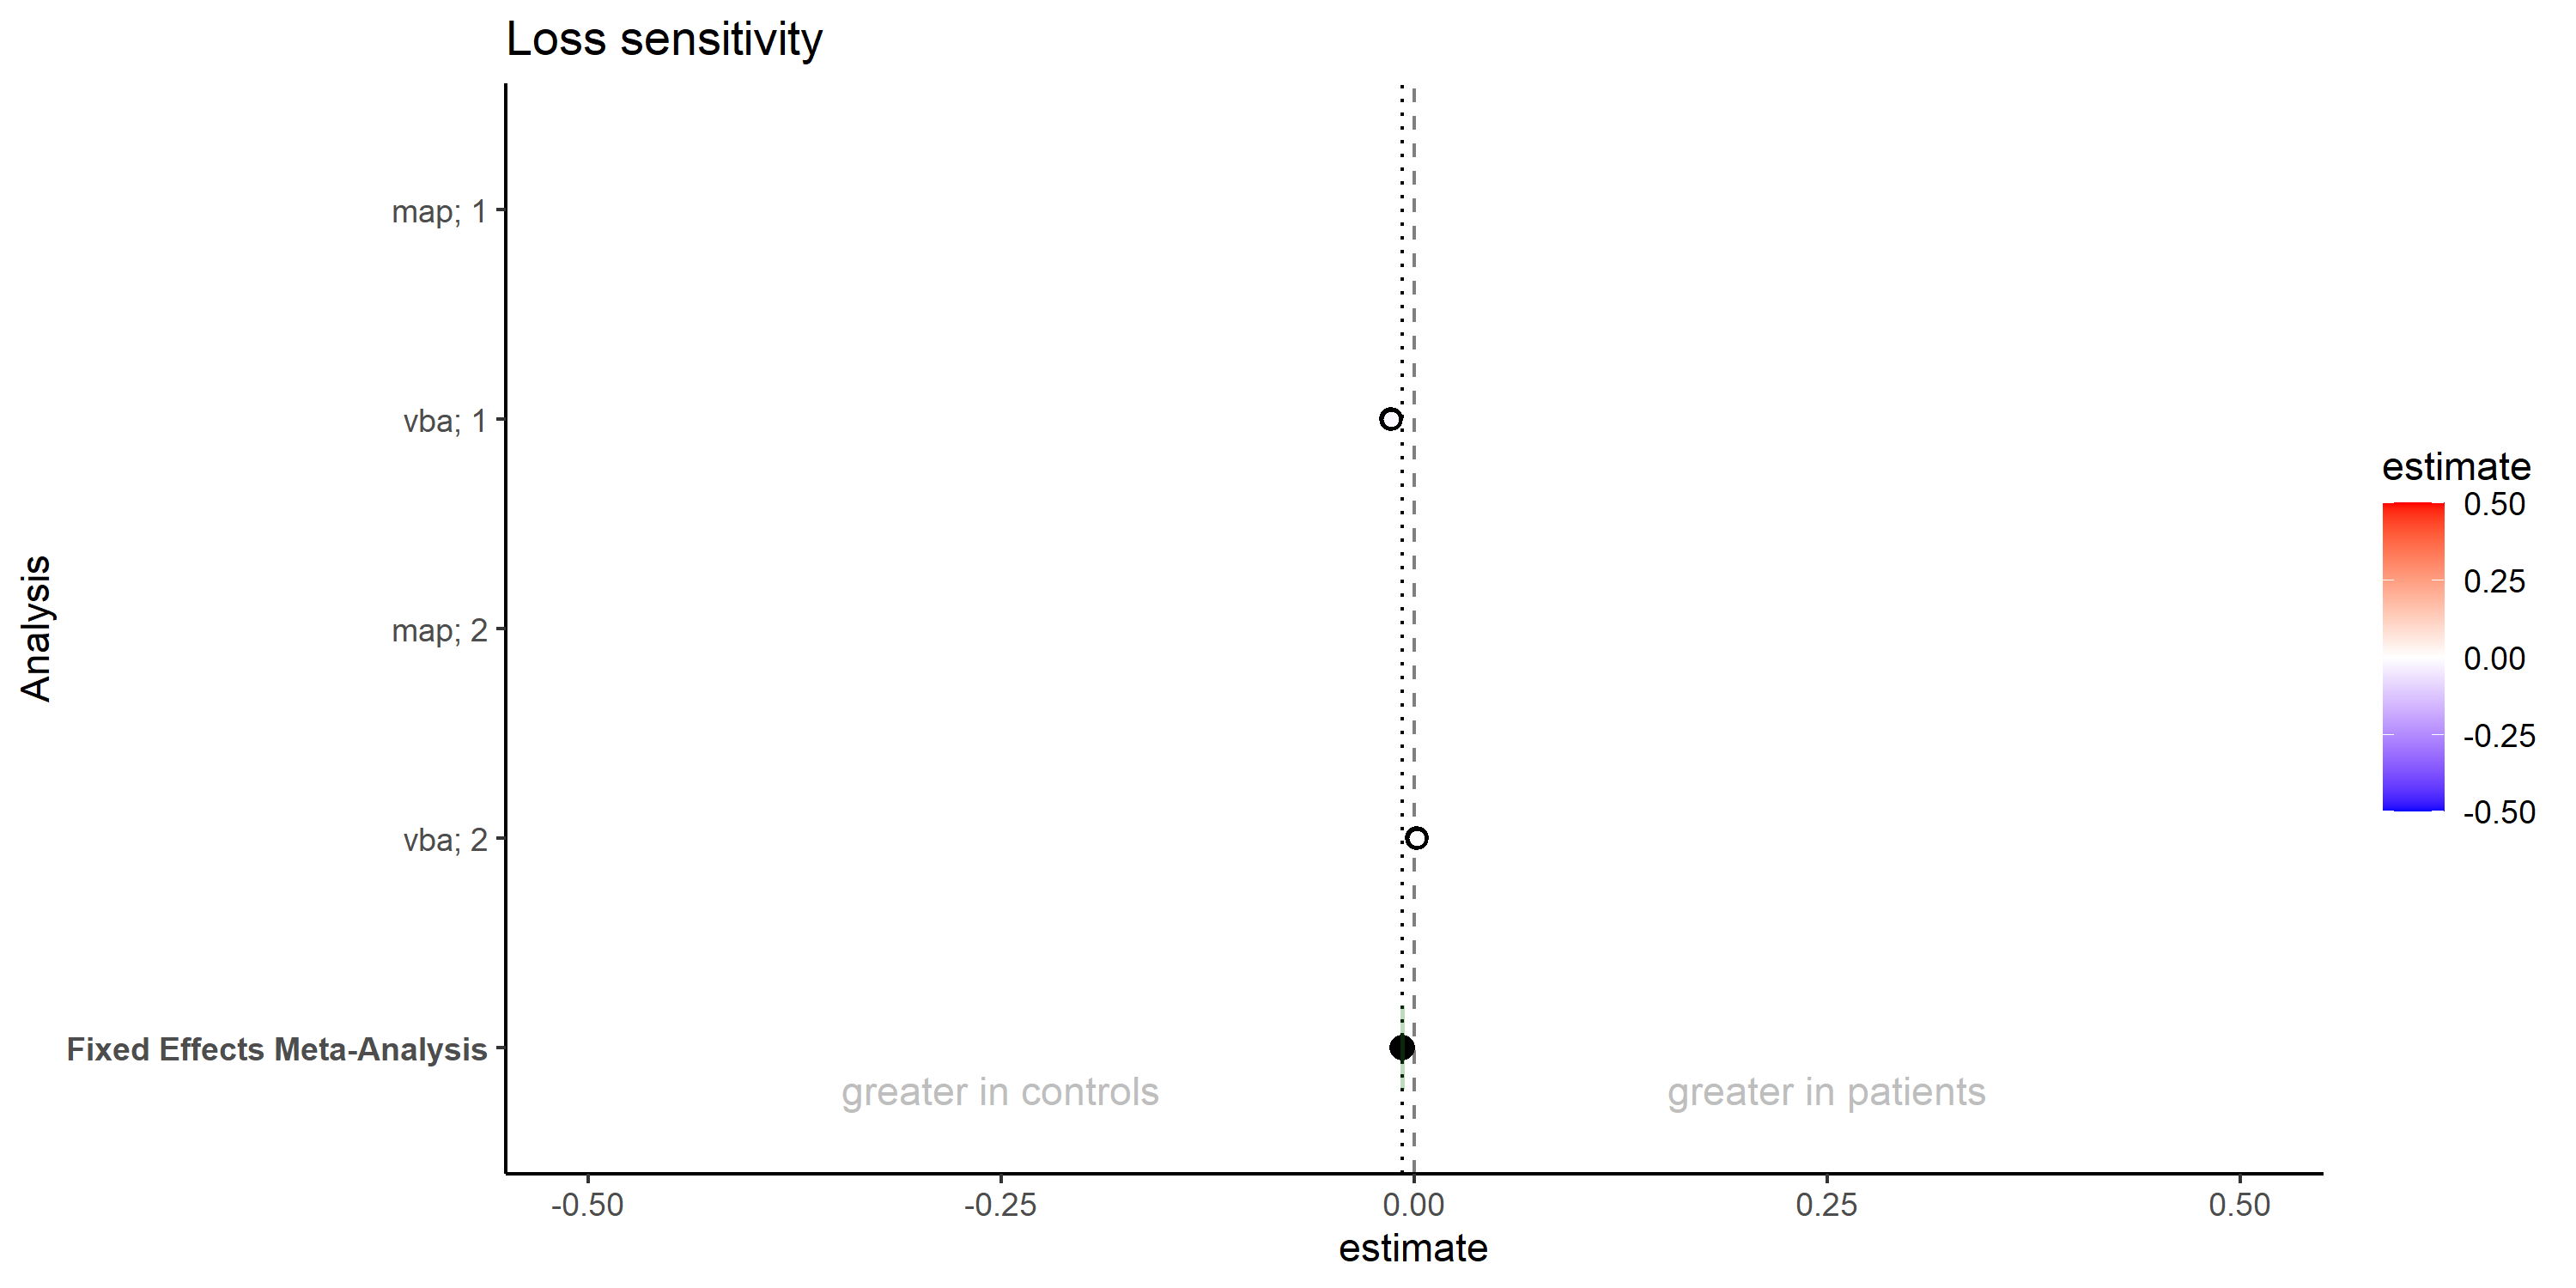 Loss sensitivity
Analysis
map; 1
vba; 1
map; 2
vba; 2
Fixed Effects Meta-Analysis
greater in controls
greater in patients
-0.50
-0.25
0.00
0.25
0.50
estimate
estimate
0.50
0.25
0.00
-0.25
-0.50